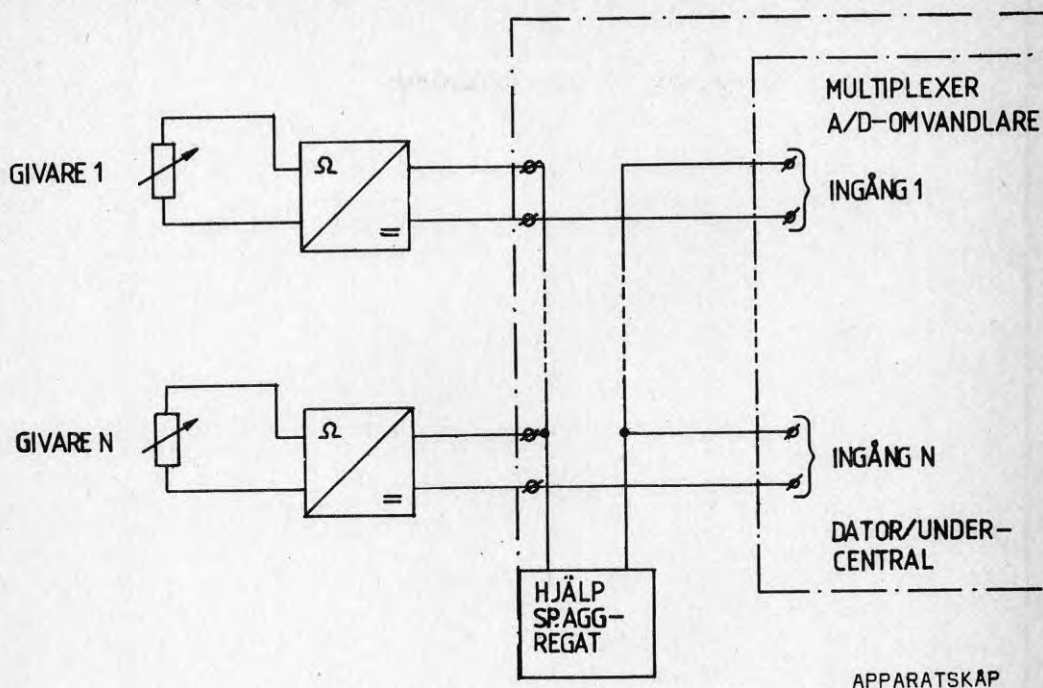 MULTIPLEXER
A/D-OMVANDLARE
GIVARE 1
Ω
=
INGÅNG 1
GIVARE N
Ω
=
INGÅNG N
DATOR/UNDER-
CENTRAL
HJÄLP
SP.AGG-
REGAT
APPARATSKÅP